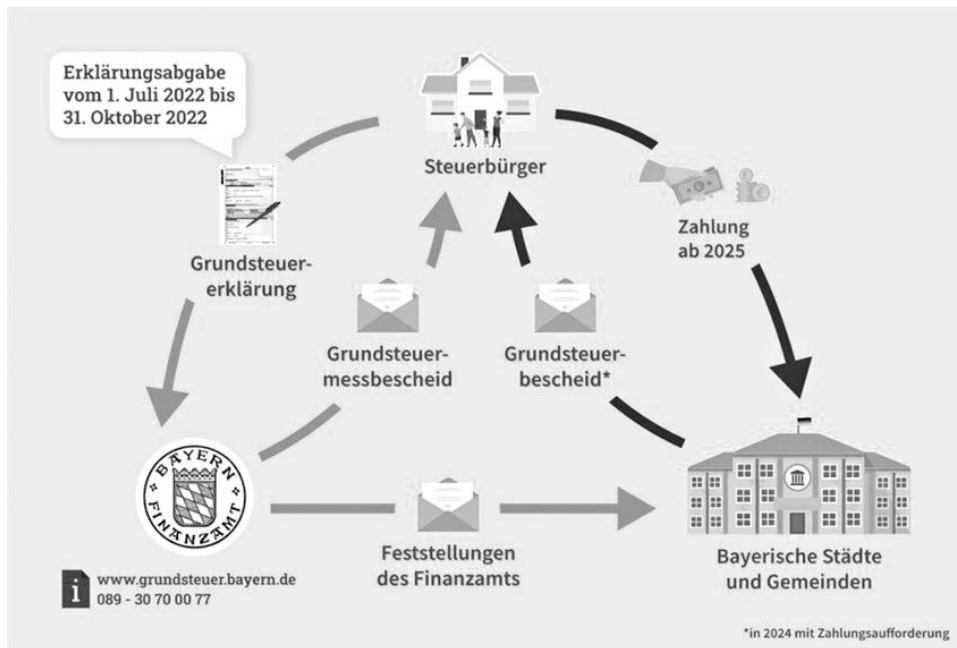 Erklärungsabgabe
vom 1. Juli 2022 bis
31. Oktober 2022
Steuerbürger
Grundsteuer-
erklärung
Zahlung
ab 2025
Grundsteuer-
messbescheid
Grundsteuer-
bescheid*
BAYERN
FINANZAMT
Feststellungen
des Finanzamts
Bayerische Städte
und Gemeinden
i
www.grundsteuer.bayern.de
089 - 30 70 00 77
*in 2024 mit Zahlungsaufforderung